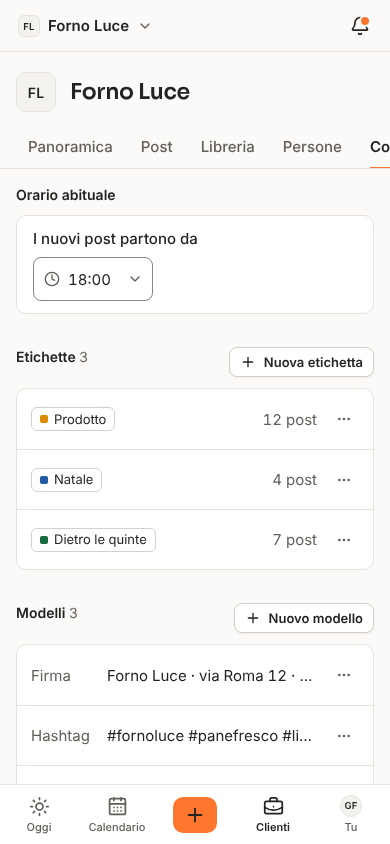 FL Forno Luce
FL Forno Luce
Panoramica Post Libreria Persone Co
Orario abituale
I nuovi post partono da
18:00
Etichette 3 Nuova etichetta
Prodotto 12 post
Natale 4 post
Dietro le quinte 7 post
Modelli 3 Nuovo modello
Firma Forno Luce · via Roma 12 · ...
Hashtag #fornoluce #panefresco #li...
Oggi Calendario Clienti GF Tu